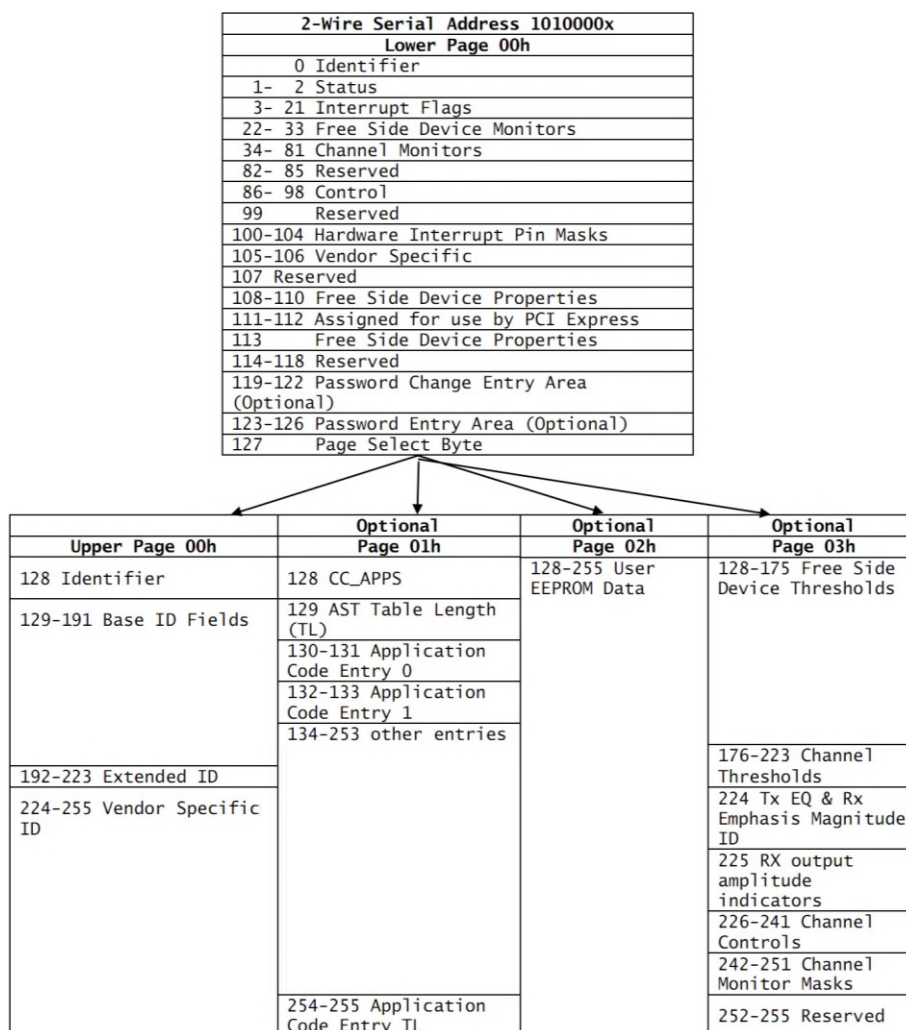 2-Wire Serial Address 1010000x
Lower Page 00h
0 Identifier
1- 2 Status
3- 21 Interrupt Flags
22- 33 Free Side Device Monitors
34- 81 Channel Monitors
82- 85 Reserved
86- 98 Control
99 Reserved
100-104 Hardware Interrupt Pin Masks
105-106 Vendor Specific
107 Reserved
108-110 Free Side Device Properties
111-112 Assigned for use by PCI Express
113 Free Side Device Properties
114-118 Reserved
119-122 Password Change Entry Area
(Optional)
123-126 Password Entry Area (Optional)
127 Page Select Byte
Upper Page 00h
128 Identifier
129-191 Base ID Fields
192-223 Extended ID
224-255 Vendor Specific
ID
Optional
Page 01h
128 CC_APPS
129 AST Table Length
(TL)
130-131 Application
Code Entry 0
132-133 Application
Code Entry 1
134-253 other entries
254-255 Application
Code Entry TL
Optional
Page 02h
128-255 User
EEPROM Data
Optional
Page 03h
128-175 Free Side
Device Thresholds
176-223 Channel
Thresholds
224 Tx EQ & Rx
Emphasis Magnitude
ID
225 RX output
amplitude
indicators
226-241 Channel
Controls
242-251 Channel
Monitor Masks
252-255 Reserved